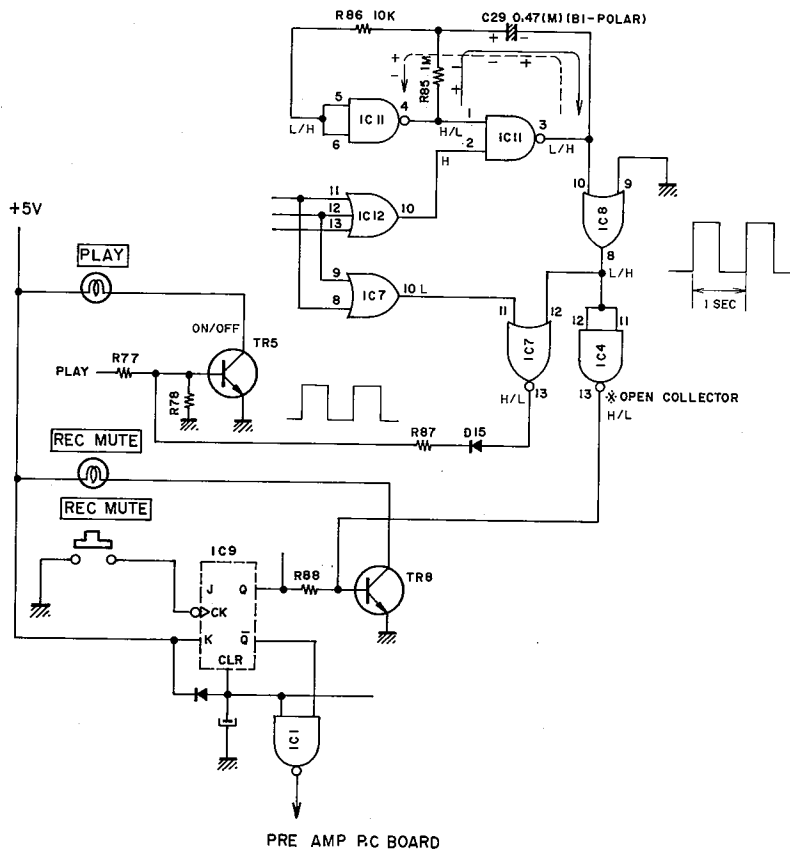 R86 10K
C29 0.47(M)(BI-POLAR)
+ -
+
-
R85 1M
-
+
- +
5
6
IC11
4
L/H
H/L
1
2
IC11
3
L/H
H
10
9
IC8
8
L/H
11
12
13
IC12
10
9
8
IC7
10 L
11
12
IC7
13
H/L
12
11
IC4
13
※ OPEN COLLECTOR
H/L
1 SEC
+5V
PLAY
ON/OFF
TR5
PLAY
R77
R78
R87
D15
REC MUTE
REC MUTE
IC9
J Q
CK
K Q̅
CLR
R88
TR8
IC1
PRE AMP P.C BOARD